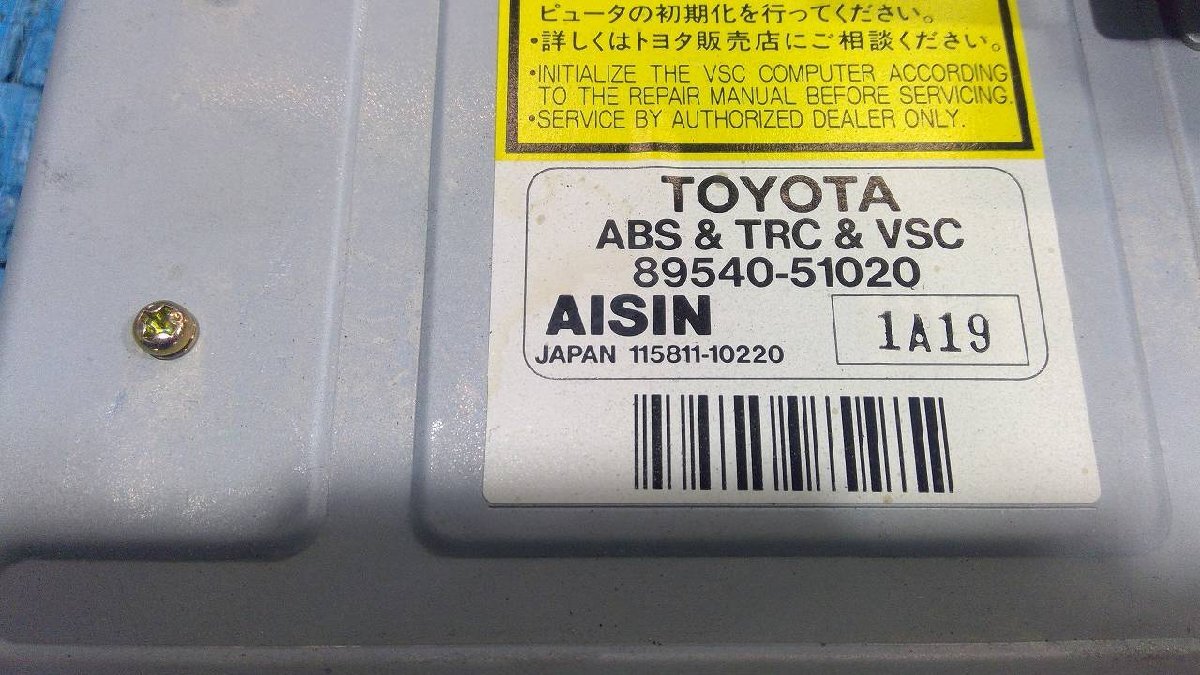 ピュータの初期化を行ってください。
・詳しくはトヨタ販売店にご相談ください。
・INITIALIZE THE VSC COMPUTER ACCORDING
TO THE REPAIR MANUAL BEFORE SERVICING.
・SERVICE BY AUTHORIZED DEALER ONLY.
TOYOTA
ABS & TRC & VSC
89540-51020
AISIN
1A19
JAPAN 115811-10220